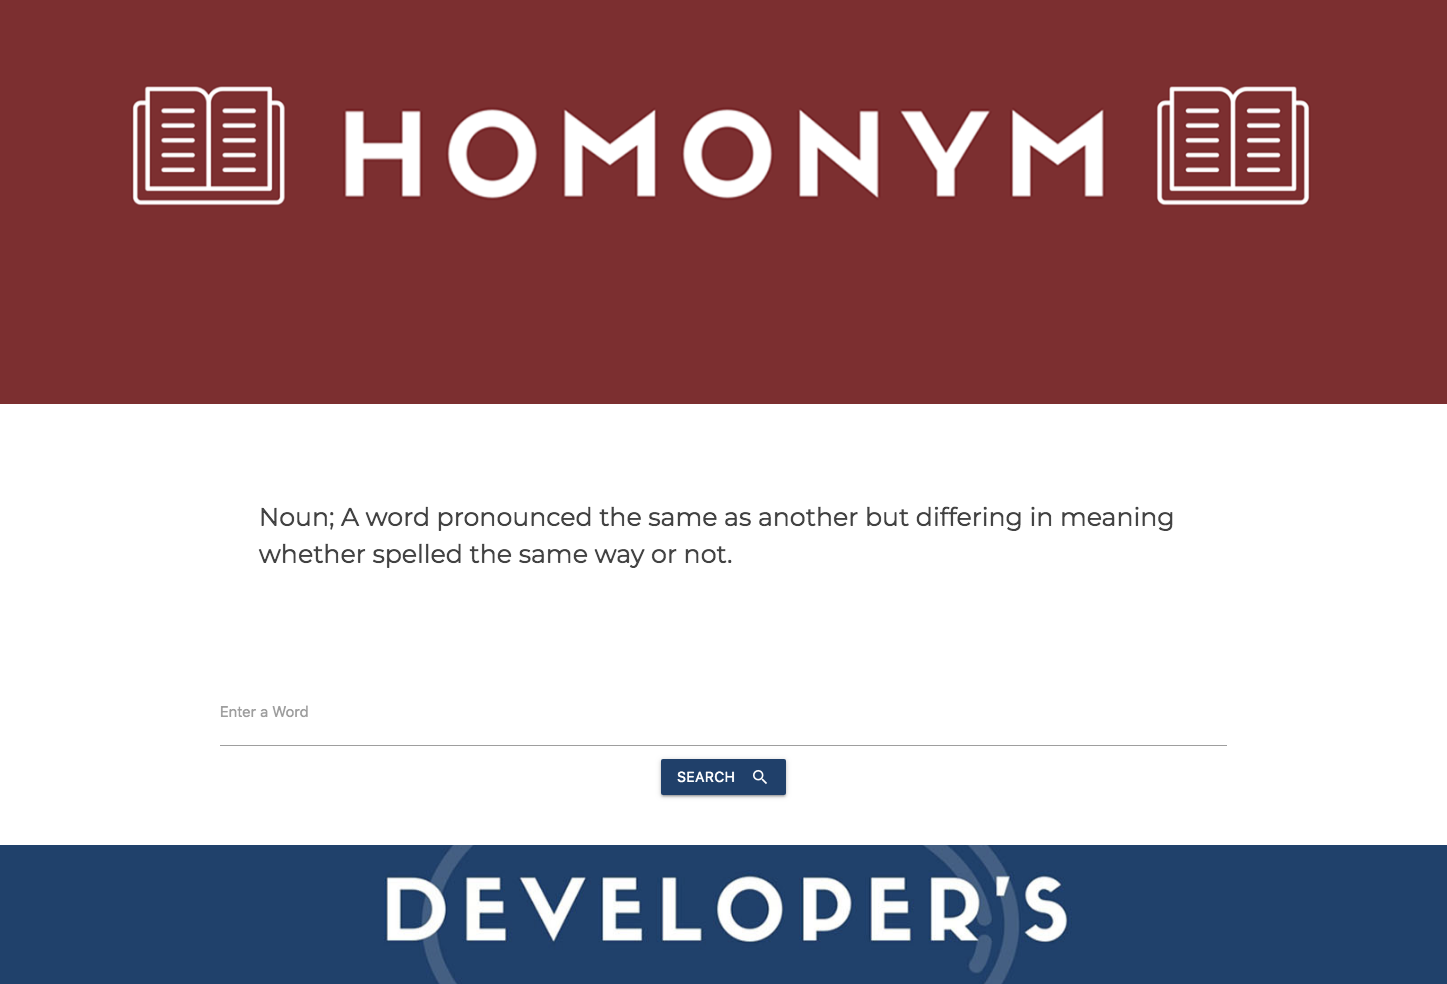 HOMONYM
Noun; A word pronounced the same as another but differing in meaning
whether spelled the same way or not.
Enter a Word
SEARCH
DEVELOPER'S